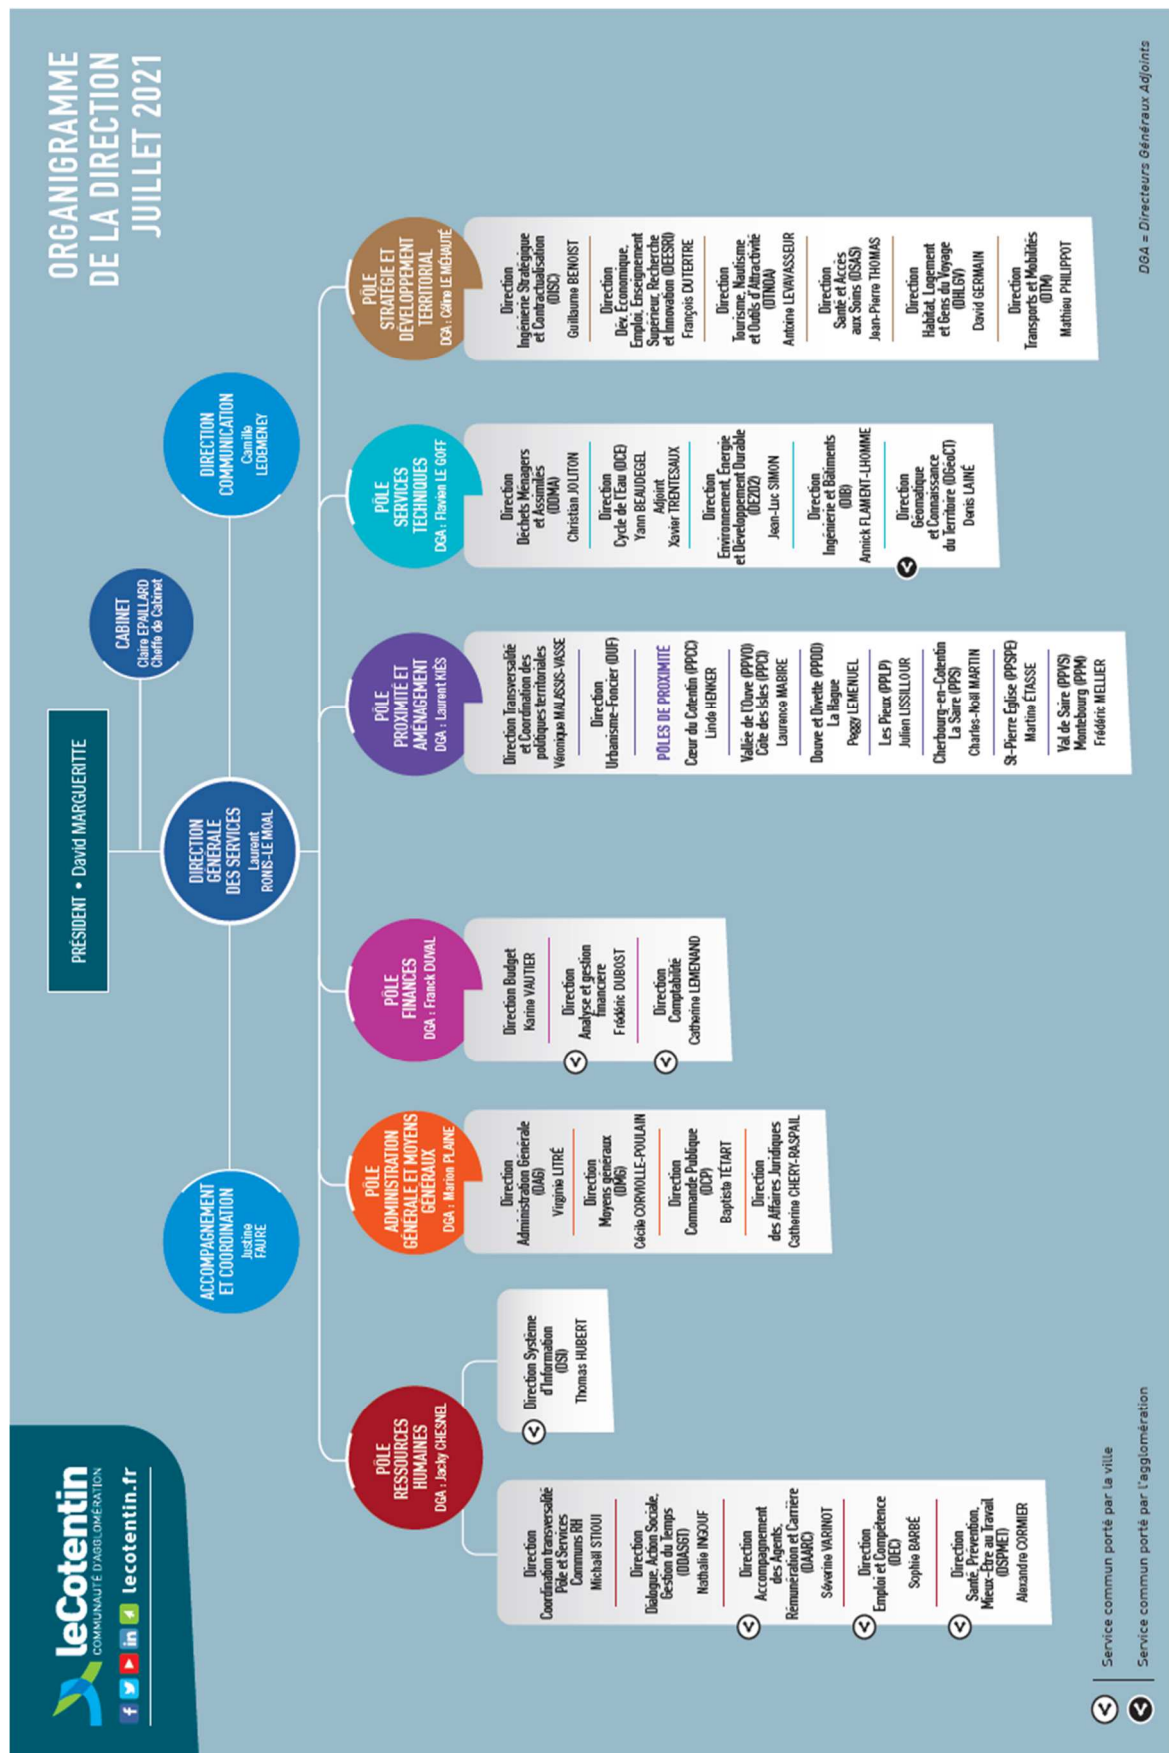 leCotentin
COMMUNAUTÉ D'AGGLOMÉRATION
lecotentin.fr
ORGANIGRAMME
DE LA DIRECTION
JUILLET 2021
PRÉSIDENT • David MARGUERITTE
CABINET
Claire EPAILLARD
Cheffe de Cabinet
ACCOMPAGNEMENT
ET COORDINATION
Justine
FAURE
DIRECTION
GÉNÉRALE
DES SERVICES
Laurent
RONIS-LE MOAL
DIRECTION
COMMUNICATION
Camille
LEDEMENEY
PÔLE
RESSOURCES
HUMAINES
DGA : Jacky CHESNEL
Direction
Coordination transversalité
Pôle et Services
Communs RH
Michaël STIOUI
Direction
Dialogue, Action Sociale,
Gestion du Temps
(DDASGT)
Nathalie INGOUF
Direction
Accompagnement
des Agents,
Rémunération et Carrière
(DAARC)
Séverine VARINOT
Direction
Emploi et Compétence
(DEC)
Sophie BARBÉ
Direction
Santé, Prévention,
Mieux-Etre au Travail
(DSPMET)
Alexandre CORMIER
Direction Système
d'Information
(DSI)
Thomas HUBERT
PÔLE
ADMINISTRATION
GÉNÉRALE ET MOYENS
GÉNÉRAUX
DGA : Marion PLAINE
Direction
Administration Générale
(DAG)
Virginie LITRÉ
Direction
Moyens généraux
(DMG)
Cécile CORVIOLLE-POULAIN
Direction
Commande Publique
(DCP)
Baptiste TÉTART
Direction
des Affaires Juridiques
Catherine CHERY-RASPAIL
PÔLE
FINANCES
DGA : Franck DUVAL
Direction Budget
Karine VAUTIER
Direction
Analyse et gestion
financière
Frédéric DUBOST
Direction
Comptabilité
Catherine LEMENAND
PÔLE
PROXIMITÉ ET
AMÉNAGEMENT
DGA : Laurent KIÈS
Direction Transversalité
et Coordination des
politiques territoriales
Véronique MALASSIS-VASSE
Direction
Urbanisme-Foncier (DUF)
PÔLES DE PROXIMITÉ
Cœur du Cotentin (PPCC)
Linda HENKER
Vallée de l'Ouve (PPVO)
Côte des Isles (PPCI)
Laurence MABIRE
Douve et Divette (PPDD)
La Hague
Peggy LEMENUEL
Les Pieux (PPLP)
Julien LISSILLOUR
Cherbourg-en-Cotentin
La Saire (PPS)
Charles-Noël MARTIN
St-Pierre Église (PPSPE)
Martine ÉTASSE
Val de Saire (PPVS)
Montebourg (PPM)
Frédéric MELLIER
PÔLE
SERVICES
TECHNIQUES
DGA : Flavien LE GOFF
Direction
Déchets Ménagers
et Assimilés
(DDMA)
Christian JOLITON
Direction
Cycle de l'Eau (DCE)
Yann BEAUDEGEL
Adjoint
Xavier TRENTESAUX
Direction
Environnement, Energie
et Développement Durable
(DE2D2)
Jean-Luc SIMON
Direction
Ingénierie et Bâtiments
(DIB)
Annick FLAMENT-LHOMME
Direction
Géomatique
et Connaissance
du Territoire (DGéoCT)
Denis LAINÉ
PÔLE
STRATÉGIE ET
DÉVELOPPEMENT
TERRITORIAL
DGA : Céline LE MÉHAUTÉ
Direction
Ingénierie Stratégique
et Contractualisation
(DISC)
Guillaume BENOIST
Direction
Dév. Economique,
Emploi, Enseignement
Supérieur, Recherche
et Innovation (DEESRI)
François DUTERTRE
Direction
Tourisme, Nautisme
et Outils d'Attractivité
(DTNOA)
Antoine LEVAVASSEUR
Direction
Santé et Accès
aux Soins (DSAS)
Jean-Pierre THOMAS
Direction
Habitat, Logement
et Gens du Voyage
(DHLGV)
David GERMAIN
Direction
Transports et Mobilités
(DTM)
Mathieu PHILIPPOT
Service commun porté par la ville
Service commun porté par l'agglomération
DGA = Directeurs Généraux Adjoints